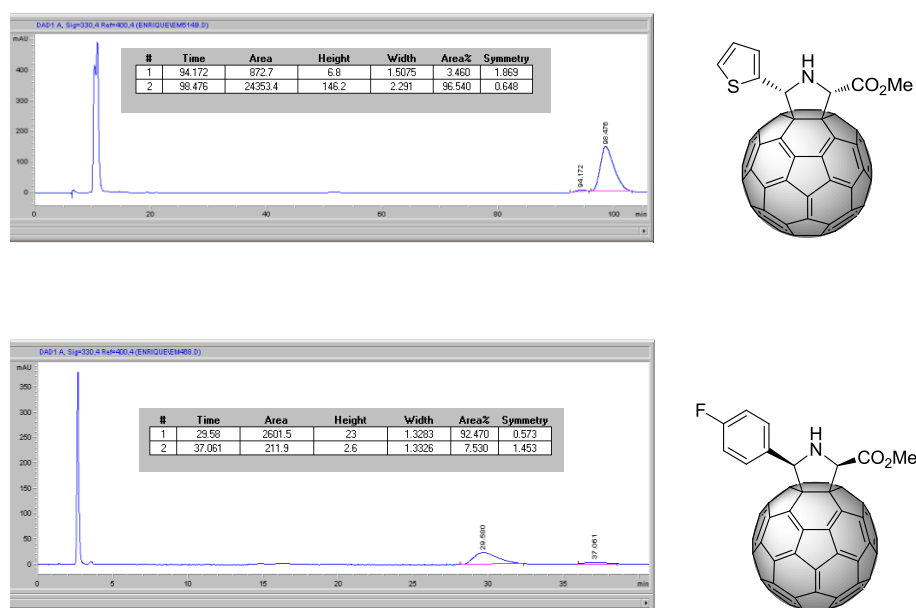 DAD1 A, Sig=330,4 Ref=400,4 (ENRIQUE\EM514B.D)
mAU
# Time Area Height Width Area% Symmetry
1 94.172 872.7 6.8 1.5075 3.460 1.869
2 98.476 24353.4 146.2 2.291 96.540 0.648
400
300
200
100
0
94.172
98.476
0 20 40 60 80 100 min
S
NH
CO2Me
DAD1 A, Sig=330,4 Ref=400,4 (ENRIQUE\EM468.D)
mAU
# Time Area Height Width Area% Symmetry
1 29.58 2601.5 23 1.3283 92.470 0.573
2 37.061 211.9 2.6 1.3326 7.530 1.453
350
300
250
200
150
100
50
0
29.580
37.061
0 5 10 15 20 25 30 35 min
F
NH
CO2Me